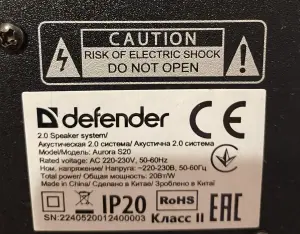 CAUTION
RISK OF ELECTRIC SHOCK
DO NOT OPEN
defender CE
2.0 Speaker system/
Акустическая 2.0 система/ Акустична 2.0 система
Model/Модель: Aurora S20
Rated voltage: AC 220-230V, 50-60Hz
Ном. напряжение/ Напруга: ~220-230В, 50-60Гц
Total power/ Общая мощность: 20Вт/W
Made in China/ Сделано в Китае/ Зроблено в Китаї
IP20 RoHS Класс II EAC
SN:2240520012400003